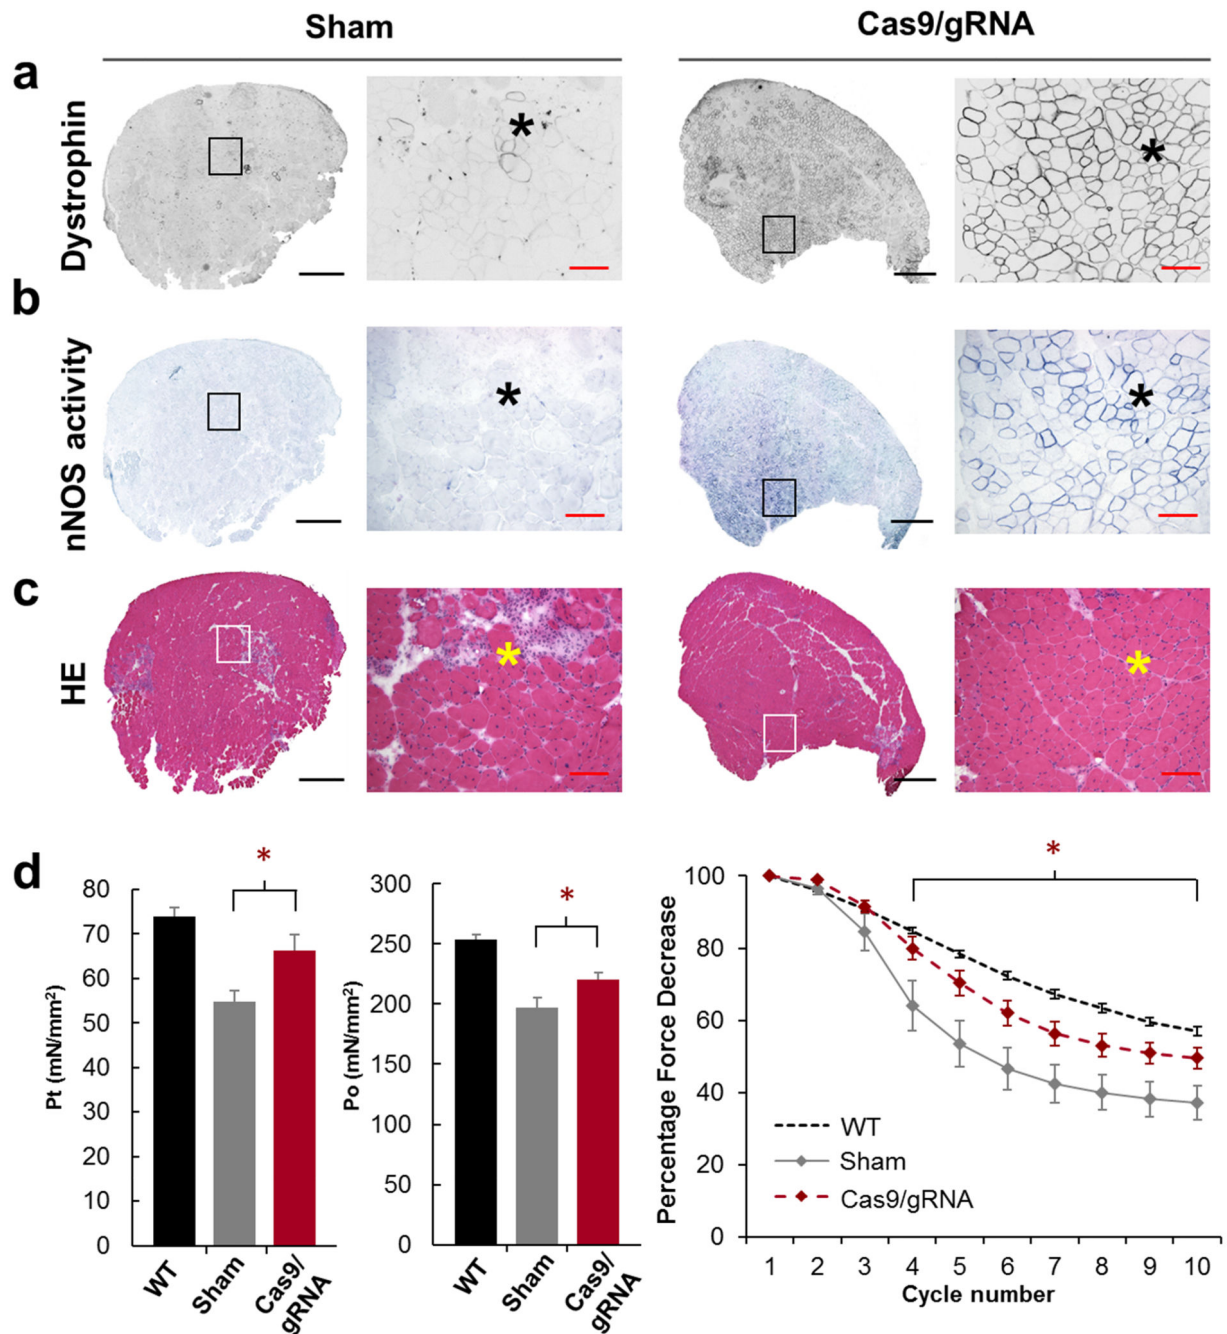 Sham
Cas9/gRNA
a
Dystrophin
*
*
b
nNOS activity
*
*
c
HE
*
*
d
*
80
70
60
50
40
30
20
10
0
Pt (mN/mm²)
WT
Sham
Cas9/
gRNA
*
300
250
200
150
100
50
0
Po (mN/mm²)
WT
Sham
Cas9/
gRNA
*
100
80
60
40
20
0
Percentage Force Decrease
WT
Sham
Cas9/gRNA
1 2 3 4 5 6 7 8 9 10
Cycle number